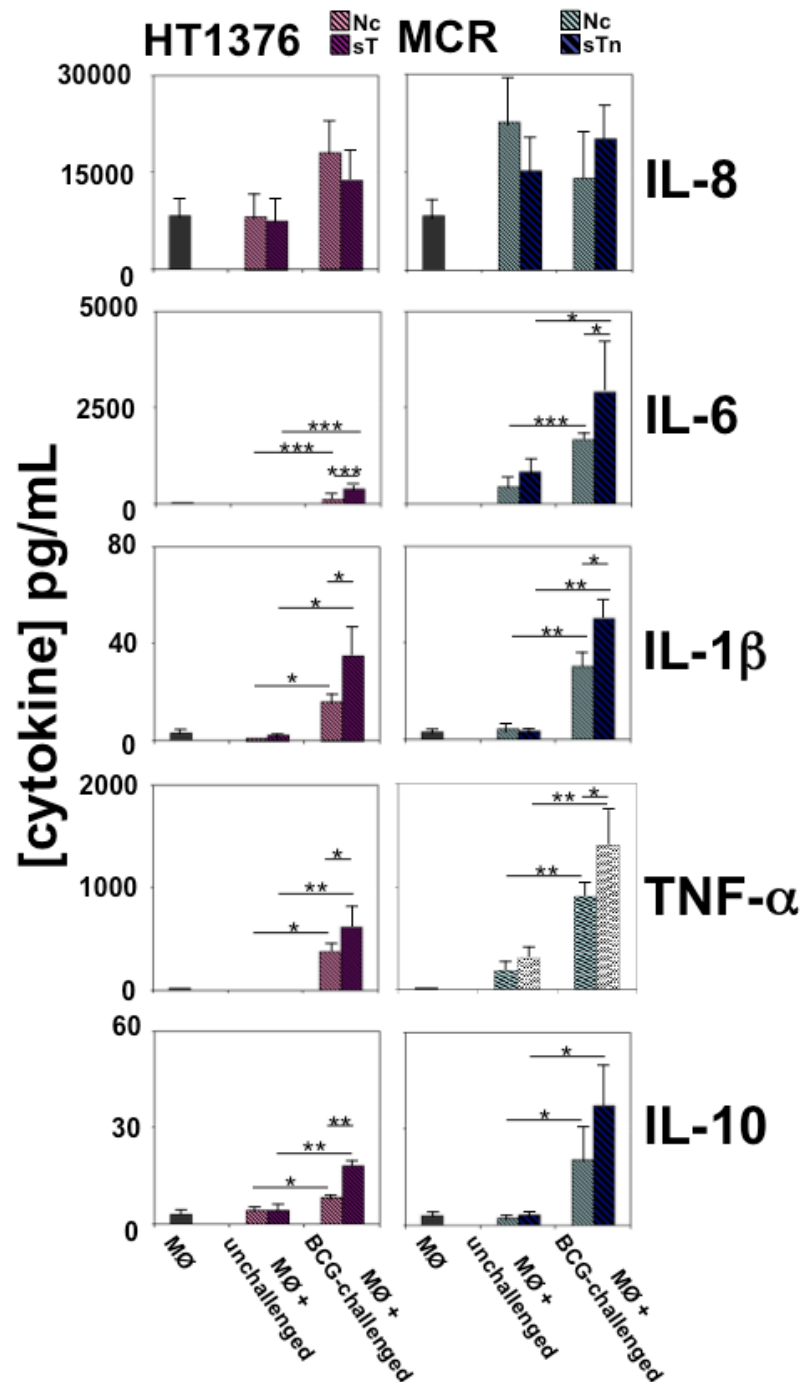 HT1376
Nc
sT
MCR
Nc
sTn
30000
15000
0
IL-8
5000
2500
0
***
***
***
*
*
***
IL-6
80
40
0
*
*
*
*
**
**
IL-1β
2000
1000
0
*
**
*
**
*
**
TNF-α
60
30
0
**
**
*
*
*
IL-10
[cytokine] pg/mL
MØ
MØ +
unchallenged
MØ +
BCG-challenged
MØ
MØ +
unchallenged
MØ +
BCG-challenged